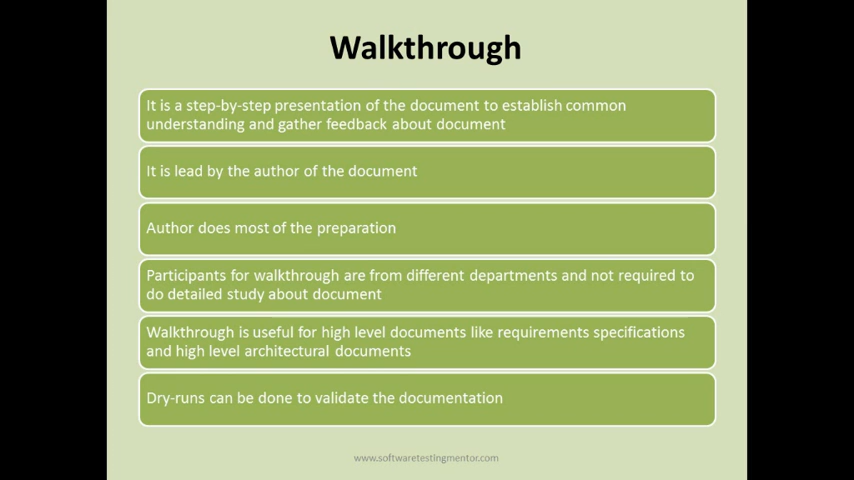 Walkthrough
It is a step-by-step presentation of the document to establish common
understanding and gather feedback about document
It is lead by the author of the document
Author does most of the preparation
Participants for walkthrough are from different departments and not required to
do detailed study about document
Walkthrough is useful for high level documents like requirements specifications
and high level architectural documents
Dry-runs can be done to validate the documentation
www.softwaretestingmentor.com